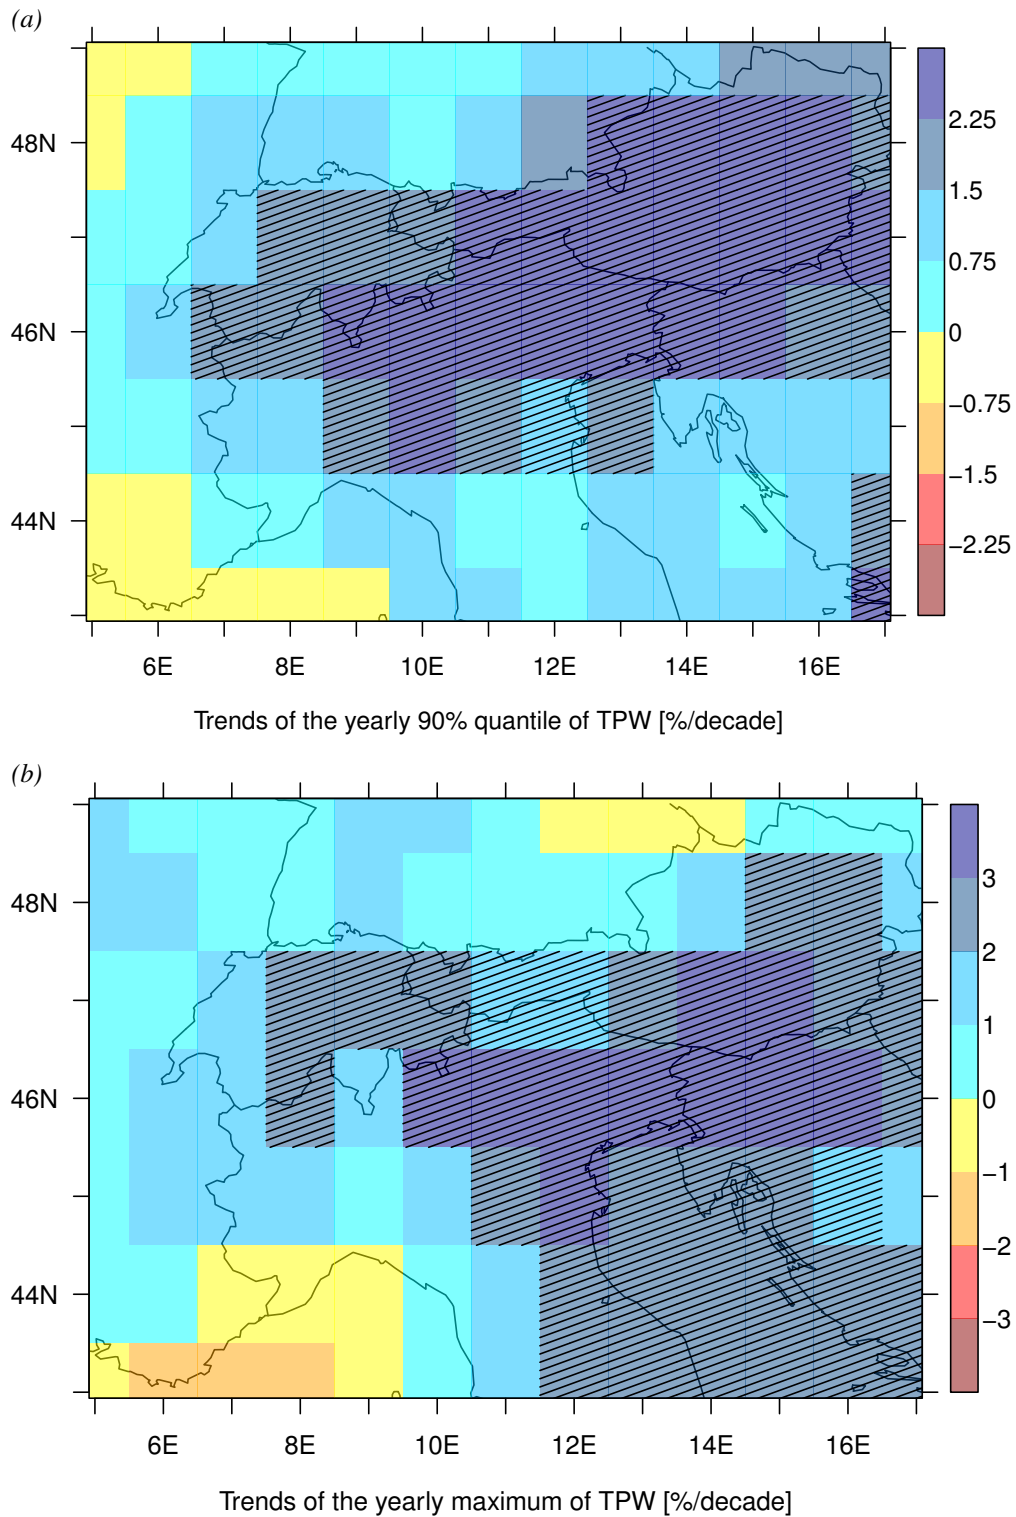 (a)
48N
46N
44N
6E 8E 10E 12E 14E 16E
2.25
1.5
0.75
0
−0.75
−1.5
−2.25
Trends of the yearly 90% quantile of TPW [%/decade]
(b)
48N
46N
44N
6E 8E 10E 12E 14E 16E
3
2
1
0
−1
−2
−3
Trends of the yearly maximum of TPW [%/decade]